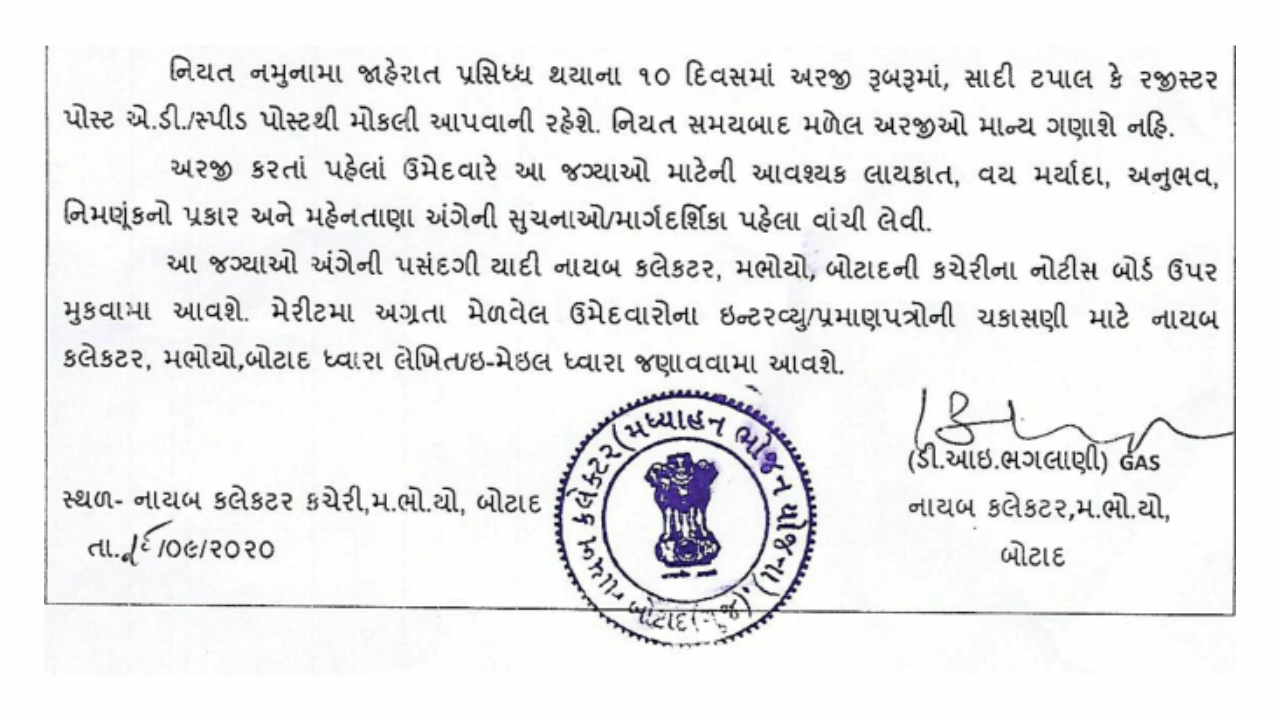 નિયત નમુનામા જાહેરાત પ્રસિધ્ધ થયાના ૧૦ દિવસમાં અરજી રૂબરૂમાં, સાદી ટપાલ કે રજીસ્ટર
પોસ્ટ એ.ડી./સ્પીડ પોસ્ટથી મોકલી આપવાની રહેશે. નિયત સમયબાદ મળેલ અરજીઓ માન્ય ગણાશે નહિ.
અરજી કરતાં પહેલાં ઉમેદવારે આ જગ્યાઓ માટેની આવશ્યક લાયકાત, વય મર્યાદા, અનુભવ,
નિમણૂંકનો પ્રકાર અને મહેનતાણા અંગેની સુચનાઓ/માર્ગદર્શિકા પહેલા વાંચી લેવી.
આ જગ્યાઓ અંગેની પસંદગી યાદી નાયબ કલેકટર, મભોયો, બોટાદની કચેરીના નોટીસ બોર્ડ ઉપર
મુકવામા આવશે. મેરીટમા અગ્રતા મેળવેલ ઉમેદવારોના ઇન્ટરવ્યુ/પ્રમાણપત્રોની ચકાસણી માટે નાયબ
કલેકટર, મભોયો,બોટાદ ધ્વારા લેખિત/ઇ-મેઇલ ધ્વારા જણાવવામા આવશે.
(ડી.આઇ.ભગલાણી) GAS
નાયબ કલેકટર,મ.ભો.યો,
બોટાદ
સ્થળ- નાયબ કલેકટર કચેરી,મ.ભો.યો, બોટાદ
તા. /૦૯/૨૦૨૦
નાયબ કલેકટર(મધ્યાહન ભોજન યોજના).
બોટાદ(ગુજ.)